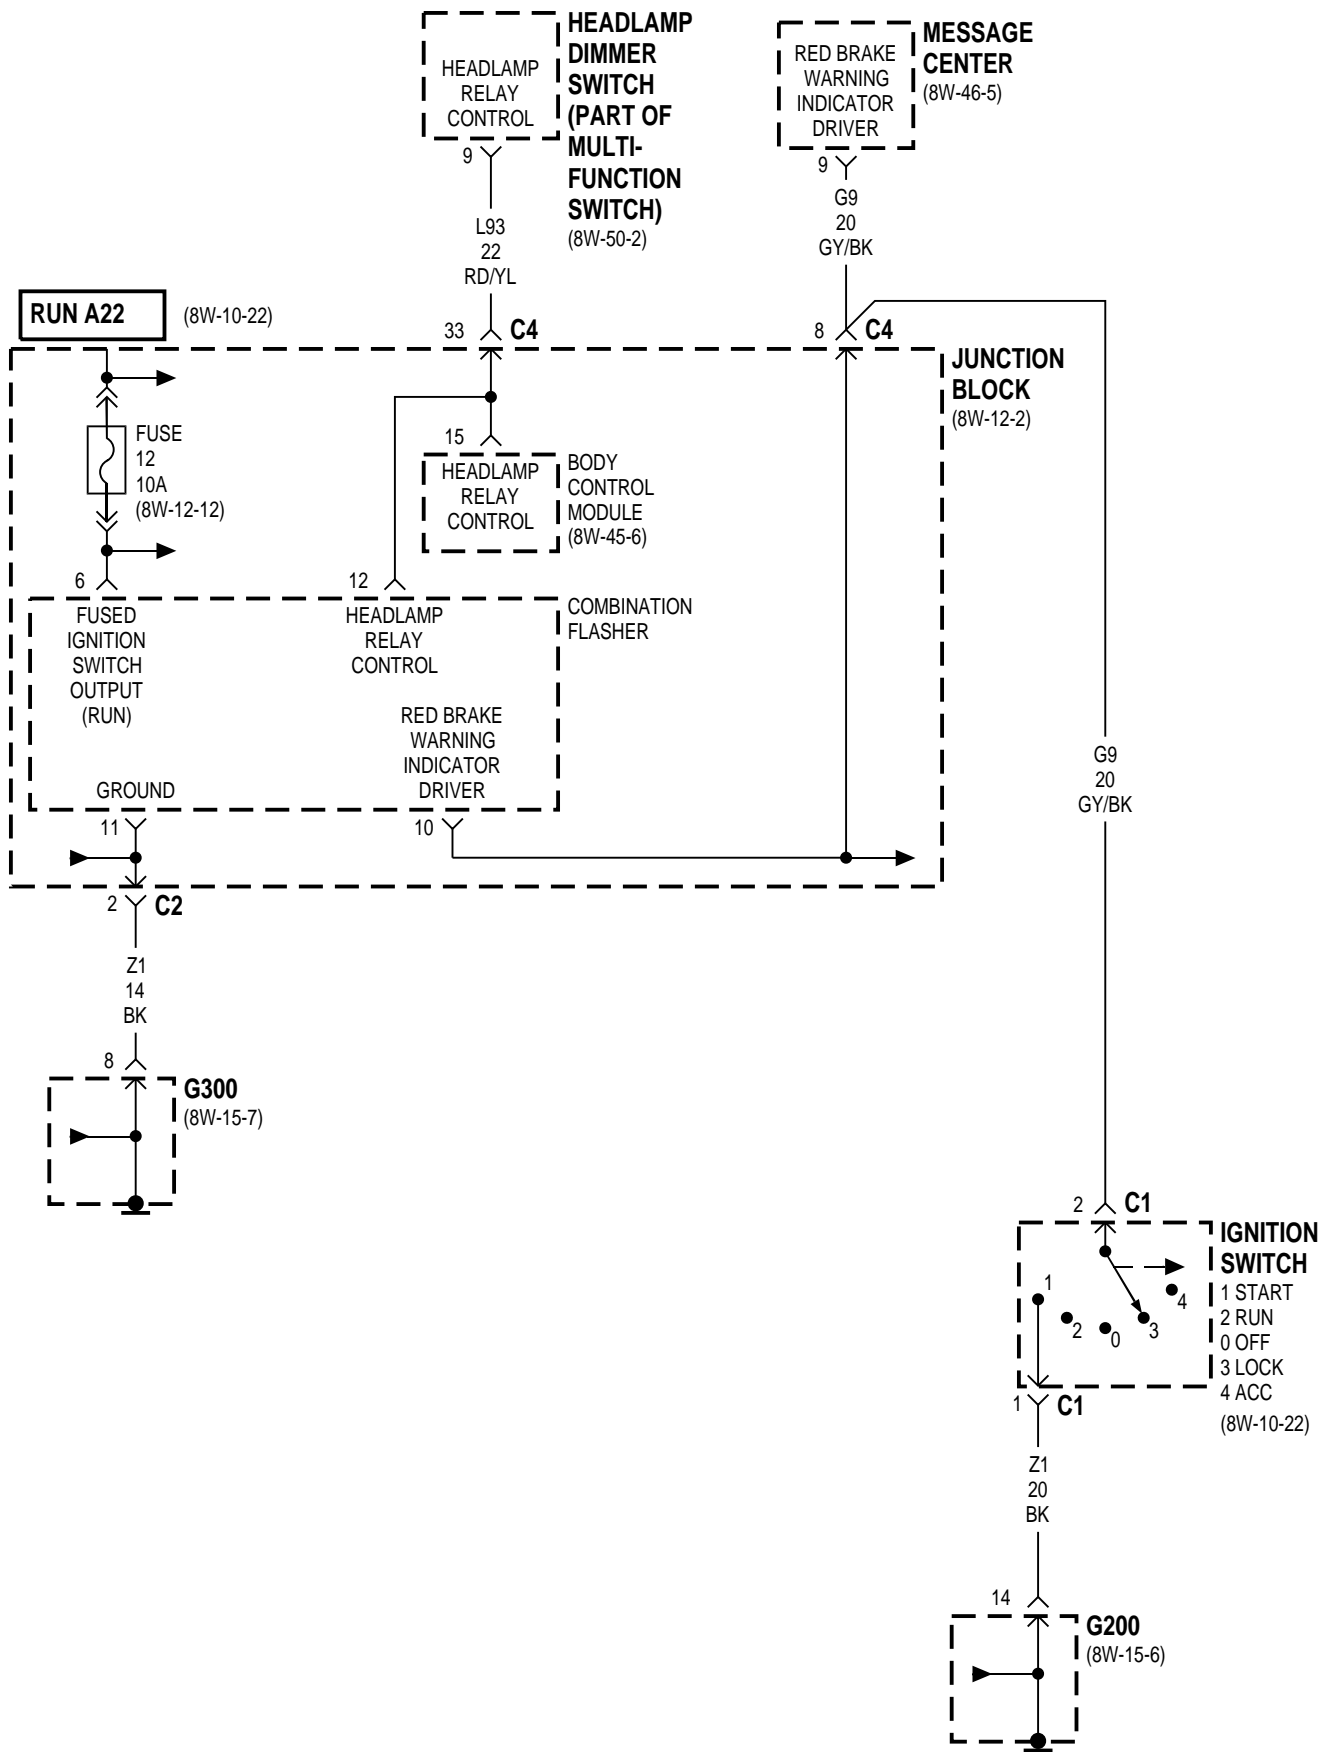 HEADLAMP
RELAY
CONTROL
HEADLAMP
DIMMER
SWITCH
(PART OF
MULTI-
FUNCTION
SWITCH)
(8W-50-2)
9
L93
22
RD/YL
33
C4
RED BRAKE
WARNING
INDICATOR
DRIVER
MESSAGE
CENTER
(8W-46-5)
9
G9
20
GY/BK
8
C4
RUN A22
(8W-10-22)
JUNCTION
BLOCK
(8W-12-2)
FUSE
12
10A
(8W-12-12)
15
HEADLAMP
RELAY
CONTROL
BODY
CONTROL
MODULE
(8W-45-6)
6
12
FUSED
IGNITION
SWITCH
OUTPUT
(RUN)
HEADLAMP
RELAY
CONTROL
COMBINATION
FLASHER
RED BRAKE
WARNING
INDICATOR
DRIVER
GROUND
11
10
G9
20
GY/BK
2
C2
Z1
14
BK
8
G300
(8W-15-7)
2
C1
IGNITION
SWITCH
1 START
2 RUN
0 OFF
3 LOCK
4 ACC
(8W-10-22)
1
2
0
3
4
1
C1
Z1
20
BK
14
G200
(8W-15-6)